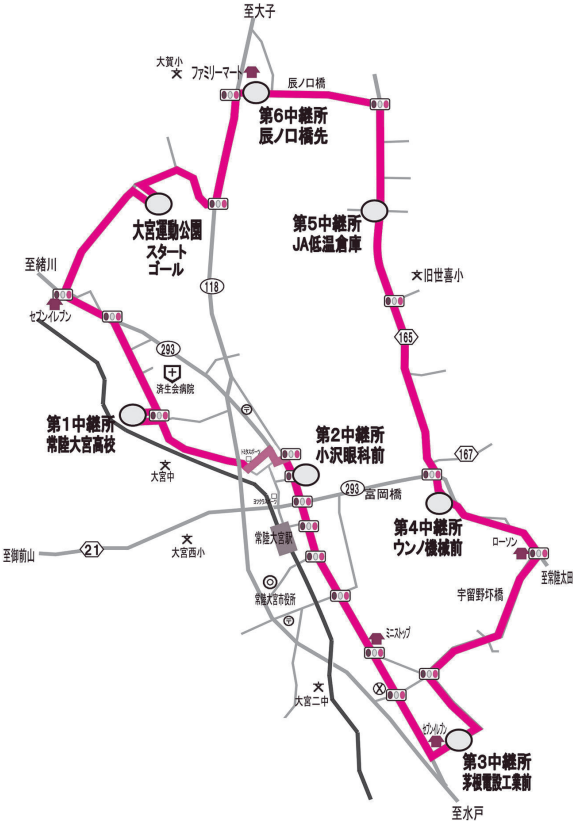 至大子
大賀小
ファミリーマート
辰ノ口橋
第6中継所
辰ノ口橋先
大宮運動公園
スタート
ゴール
第5中継所
JA低温倉庫
至緒川
118
旧世喜小
セブンイレブン
293
165
済生会病院
第1中継所
常陸大宮高校
第2中継所
小沢眼科前
大宮中
167
293
富岡橋
第4中継所
ウンノ機械前
常陸大宮駅
21
至御前山
大宮西小
ローソン
至常陸太田
常陸大宮市役所
宇留野圷橋
ミニストップ
大宮二中
セブンイレブン
第3中継所
茅根電設工業前
至水戸